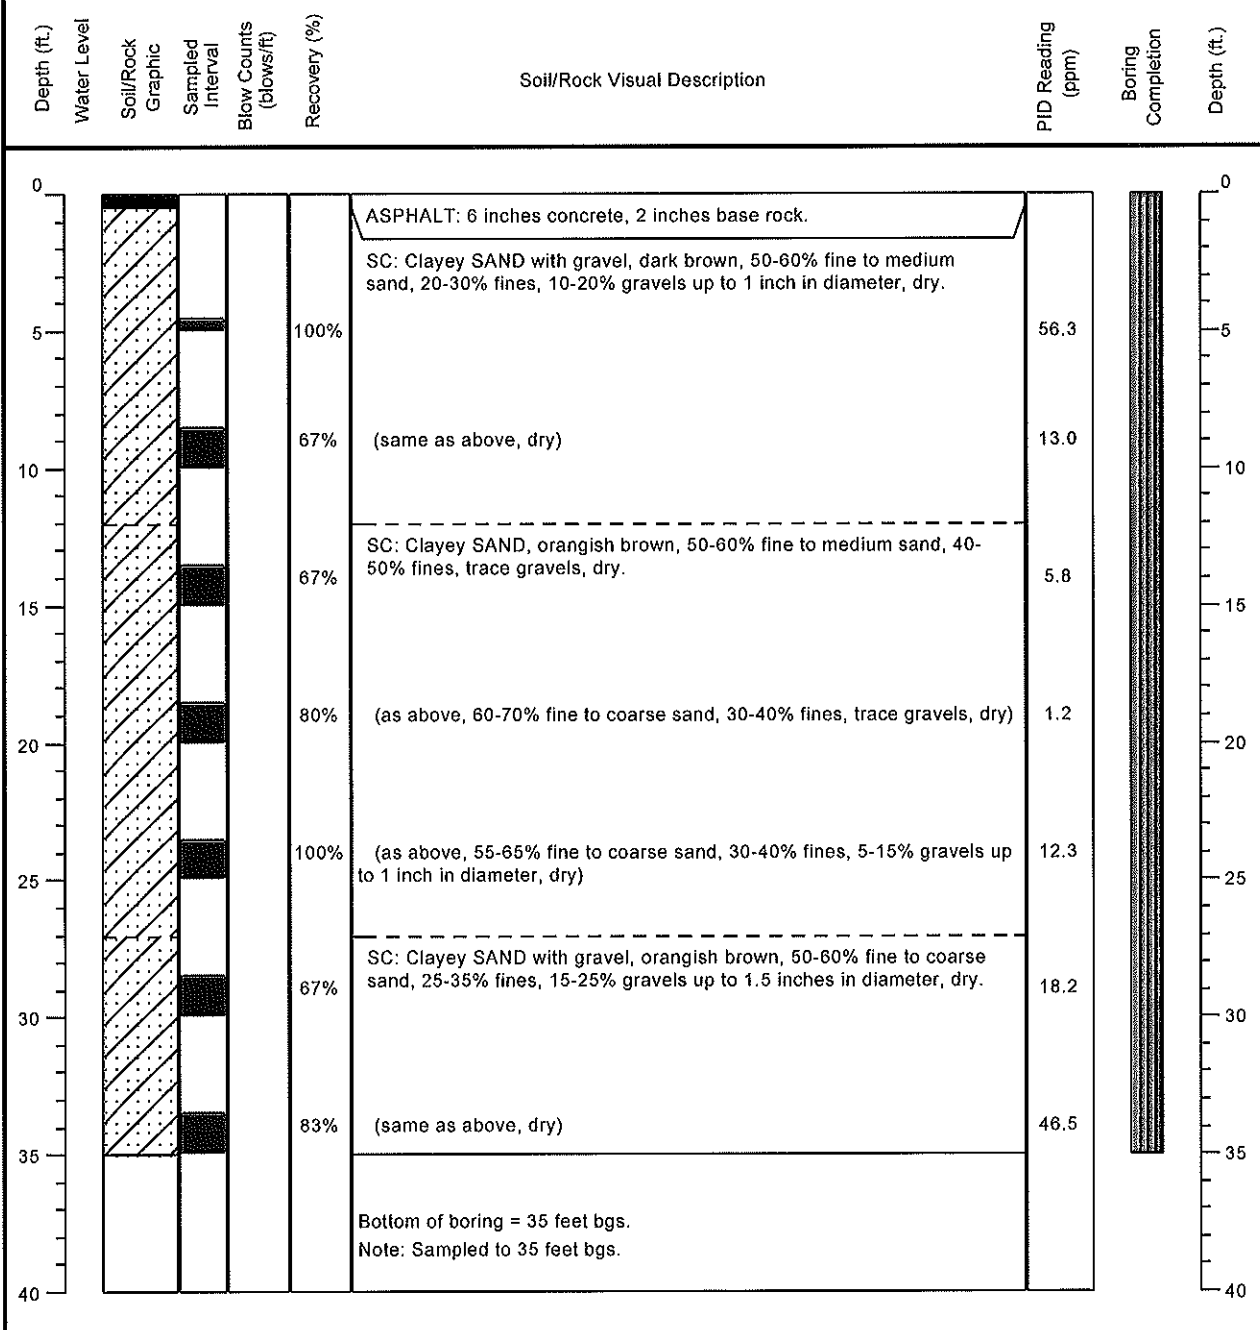 Depth (ft.)
Water Level
Soil/Rock
Graphic
Sampled
Interval
Blow Counts
(blows/ft)
Recovery (%)
Soil/Rock Visual Description
PID Reading
(ppm)
Boring
Completion
Depth (ft.)
0
0
ASPHALT: 6 inches concrete, 2 inches base rock.
SC: Clayey SAND with gravel, dark brown, 50-60% fine to medium
sand, 20-30% fines, 10-20% gravels up to 1 inch in diameter, dry.
5
100%
56.3
5
67%
(same as above, dry)
13.0
10
10
SC: Clayey SAND, orangish brown, 50-60% fine to medium sand, 40-
50% fines, trace gravels, dry.
67%
5.8
15
15
80%
(as above, 60-70% fine to coarse sand, 30-40% fines, trace gravels, dry)
1.2
20
20
100%
(as above, 55-65% fine to coarse sand, 30-40% fines, 5-15% gravels up
to 1 inch in diameter, dry)
12.3
25
25
SC: Clayey SAND with gravel, orangish brown, 50-60% fine to coarse
sand, 25-35% fines, 15-25% gravels up to 1.5 inches in diameter, dry.
67%
18.2
30
30
83%
(same as above, dry)
46.5
35
35
Bottom of boring = 35 feet bgs.
Note: Sampled to 35 feet bgs.
40
40